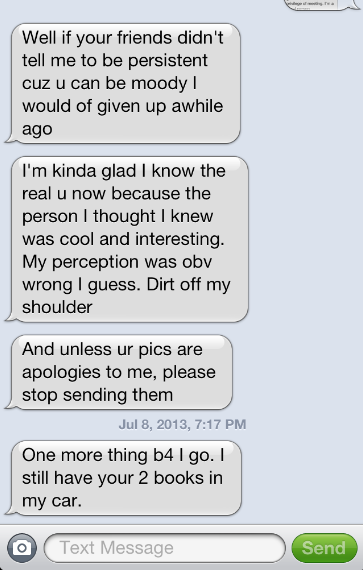 Well if your friends didn't
tell me to be persistent
cuz u can be moody I
would of given up awhile
ago
I'm kinda glad I know the
real u now because the
person I thought I knew
was cool and interesting.
My perception was obv
wrong I guess. Dirt off my
shoulder
And unless ur pics are
apologies to me, please
stop sending them
Jul 8, 2013, 7:17 PM
One more thing b4 I go. I
still have your 2 books in
my car.
Text Message
Send